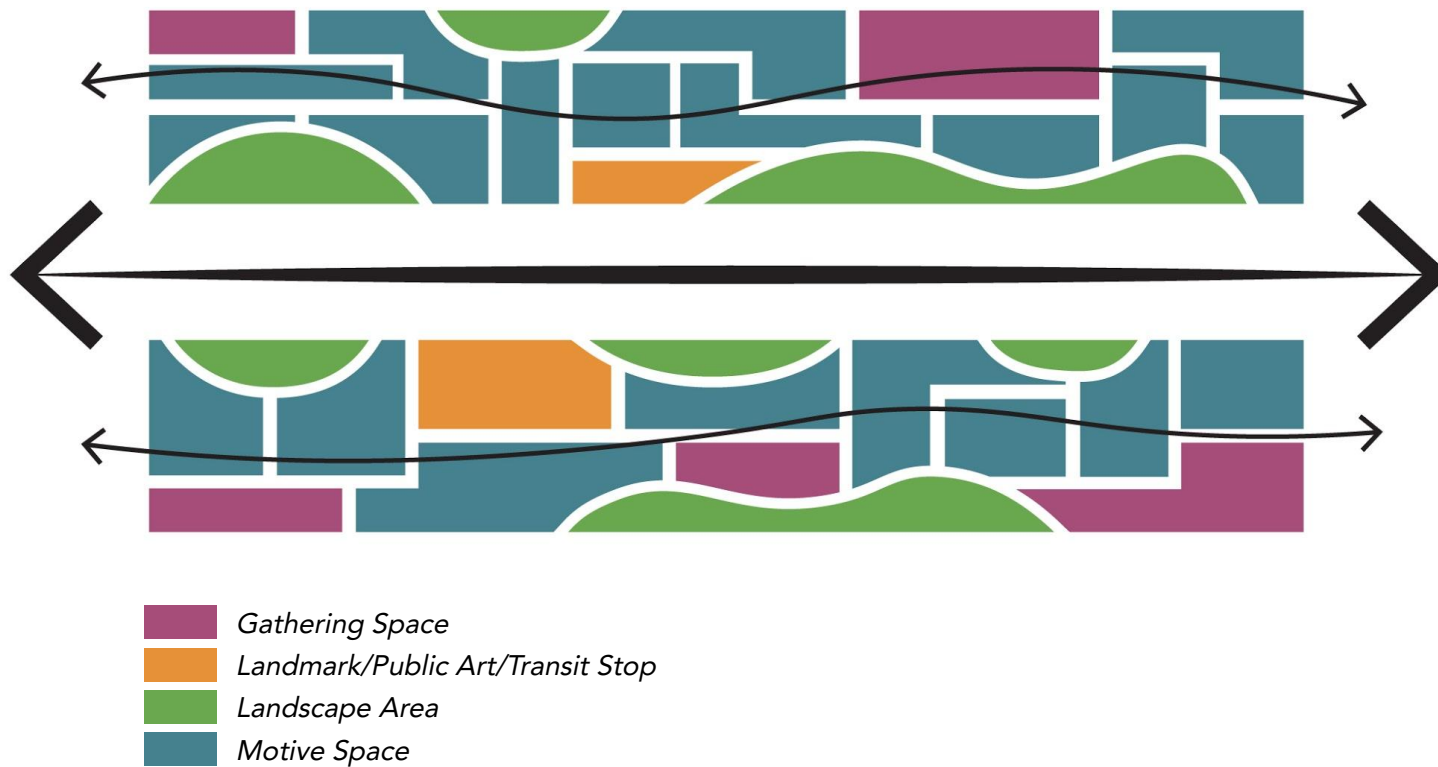 Gathering Space
Landmark/Public Art/Transit Stop
Landscape Area
Motive Space